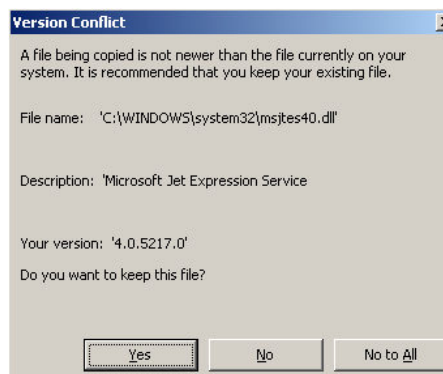 Version Conflict
A file being copied is not newer than the file currently on your
system. It is recommended that you keep your existing file.
File name: 'C:\WINDOWS\system32\msjtes40.dll'
Description: 'Microsoft Jet Expression Service
Your version: '4.0.5217.0'
Do you want to keep this file?
Yes No No to All